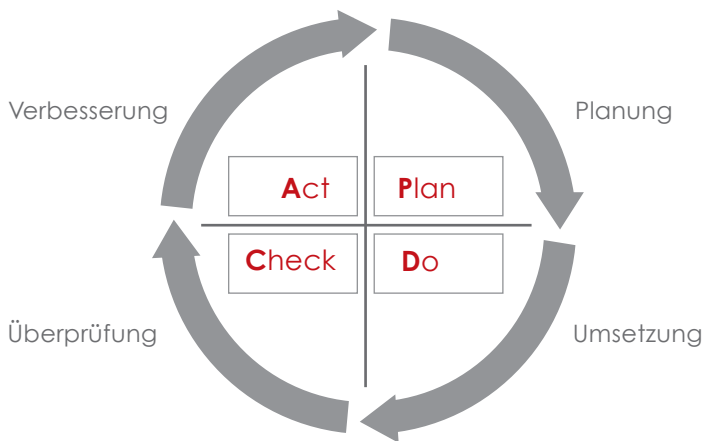 Verbesserung
Planung
Act
Plan
Check
Do
Überprüfung
Umsetzung